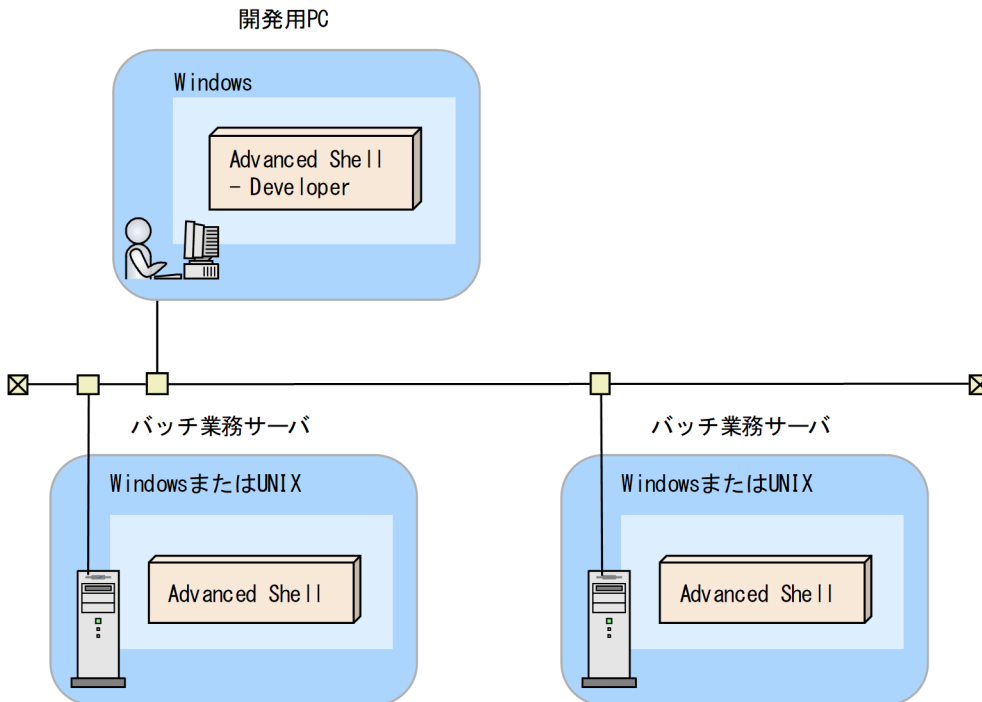 開発用PC
Windows
Advanced Shell
- Developer
バッチ業務サーバ
バッチ業務サーバ
WindowsまたはUNIX
WindowsまたはUNIX
Advanced Shell
Advanced Shell